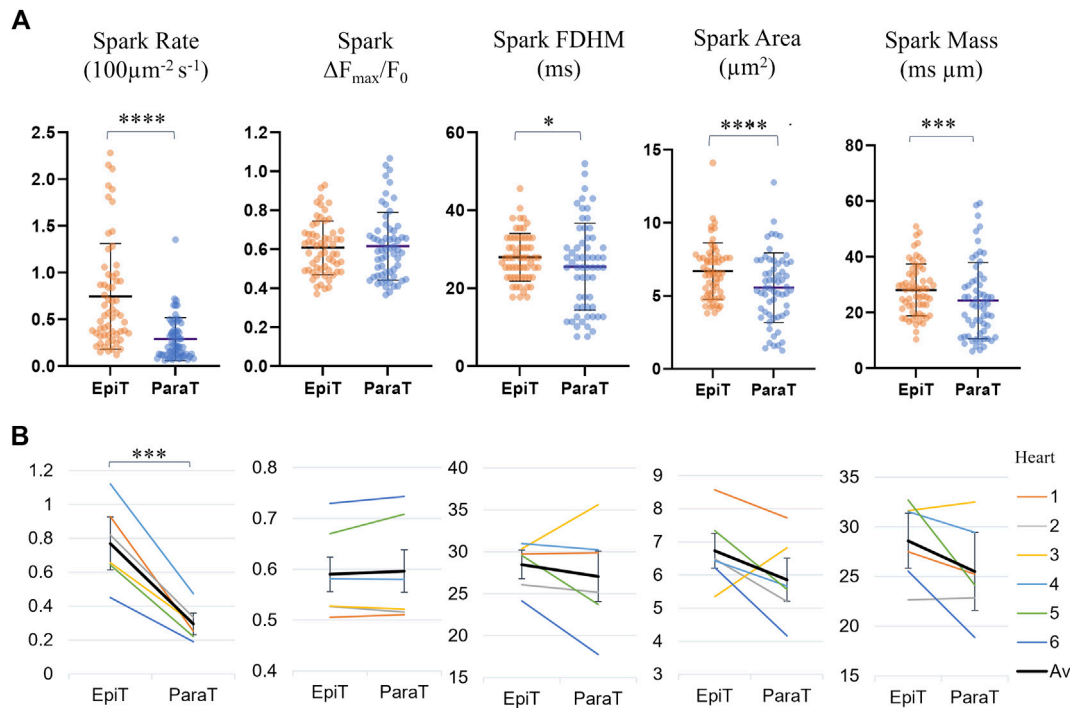 A
Spark Rate
(100µm⁻² s⁻¹)
Spark
ΔFmax/F0
Spark FDHM
(ms)
Spark Area
(µm²)
Spark Mass
(ms µm)
****
*
****
***
2.5
2.0
1.5
1.0
0.5
0.0
EpiT ParaT
1.2
1.0
0.8
0.6
0.4
0.2
0.0
EpiT ParaT
60
40
20
0
EpiT ParaT
15
10
5
0
EpiT ParaT
80
60
40
20
0
EpiT ParaT
B
***
1.2
1
0.8
0.6
0.4
0.2
0
EpiT ParaT
0.8
0.7
0.6
0.5
0.4
EpiT ParaT
40
35
30
25
20
15
EpiT ParaT
9
8
7
6
5
4
3
EpiT ParaT
35
30
25
20
15
EpiT ParaT
Heart
1
2
3
4
5
6
Av